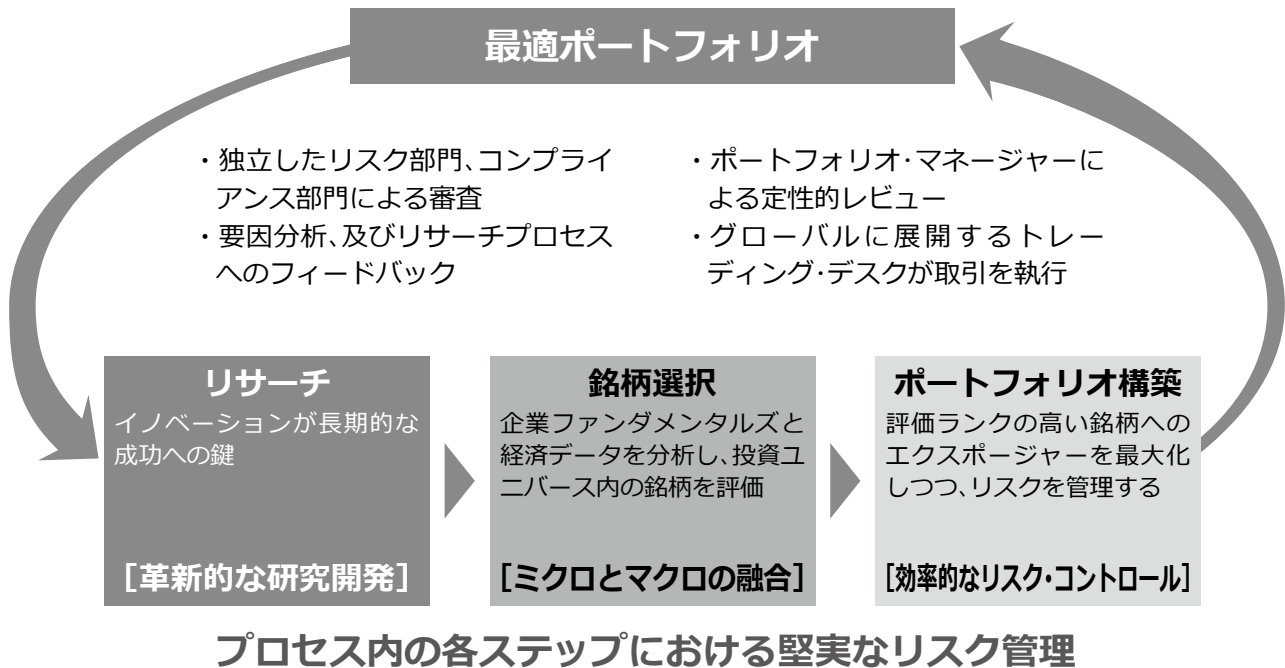 最適ポートフォリオ
・独立したリスク部門、コンプライ
アンス部門による審査
・要因分析、及びリサーチプロセス
へのフィードバック
・ポートフォリオ・マネージャーに
よる定性的レビュー
・グローバルに展開するトレー
ディング・デスクが取引を執行
リサーチ
イノベーションが長期的な
成功への鍵
［革新的な研究開発］
銘柄選択
企業ファンダメンタルズと
経済データを分析し、投資ユ
ニバース内の銘柄を評価
［ミクロとマクロの融合］
ポートフォリオ構築
評価ランクの高い銘柄への
エクスポージャーを最大化
しつつ、リスクを管理する
［効率的なリスク・コントロール］
プロセス内の各ステップにおける堅実なリスク管理